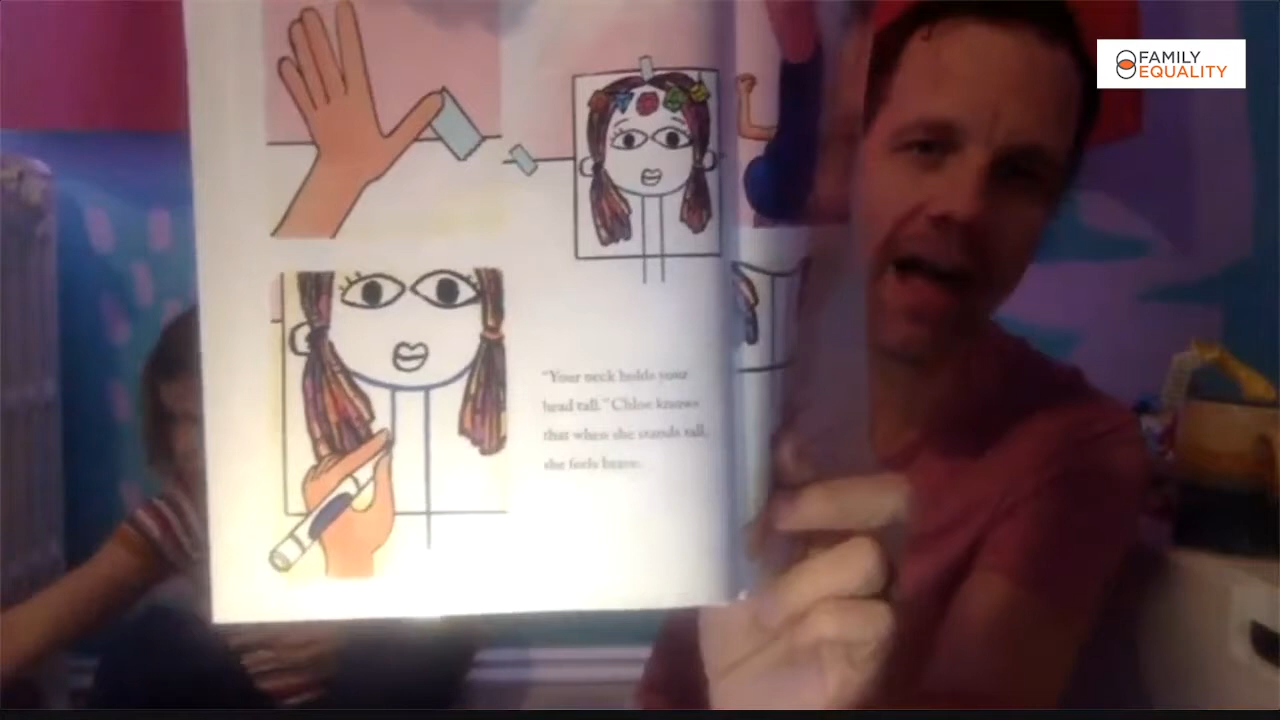 FAMILY
EQUALITY
"Your neck holds your
head tall." Chloe knows
that when she stands tall,
she feels brave.